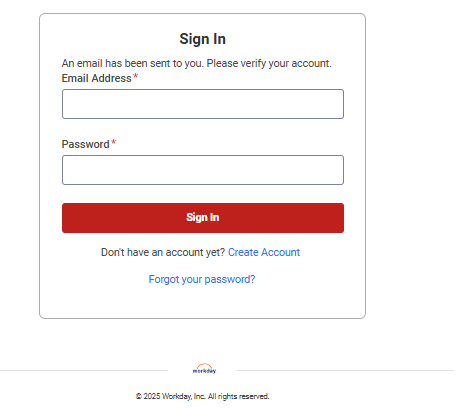 Sign In
An email has been sent to you. Please verify your account.
Email Address*
Password*
Sign In
Don't have an account yet? Create Account
Forgot your password?
workday
© 2025 Workday, Inc. All rights reserved.